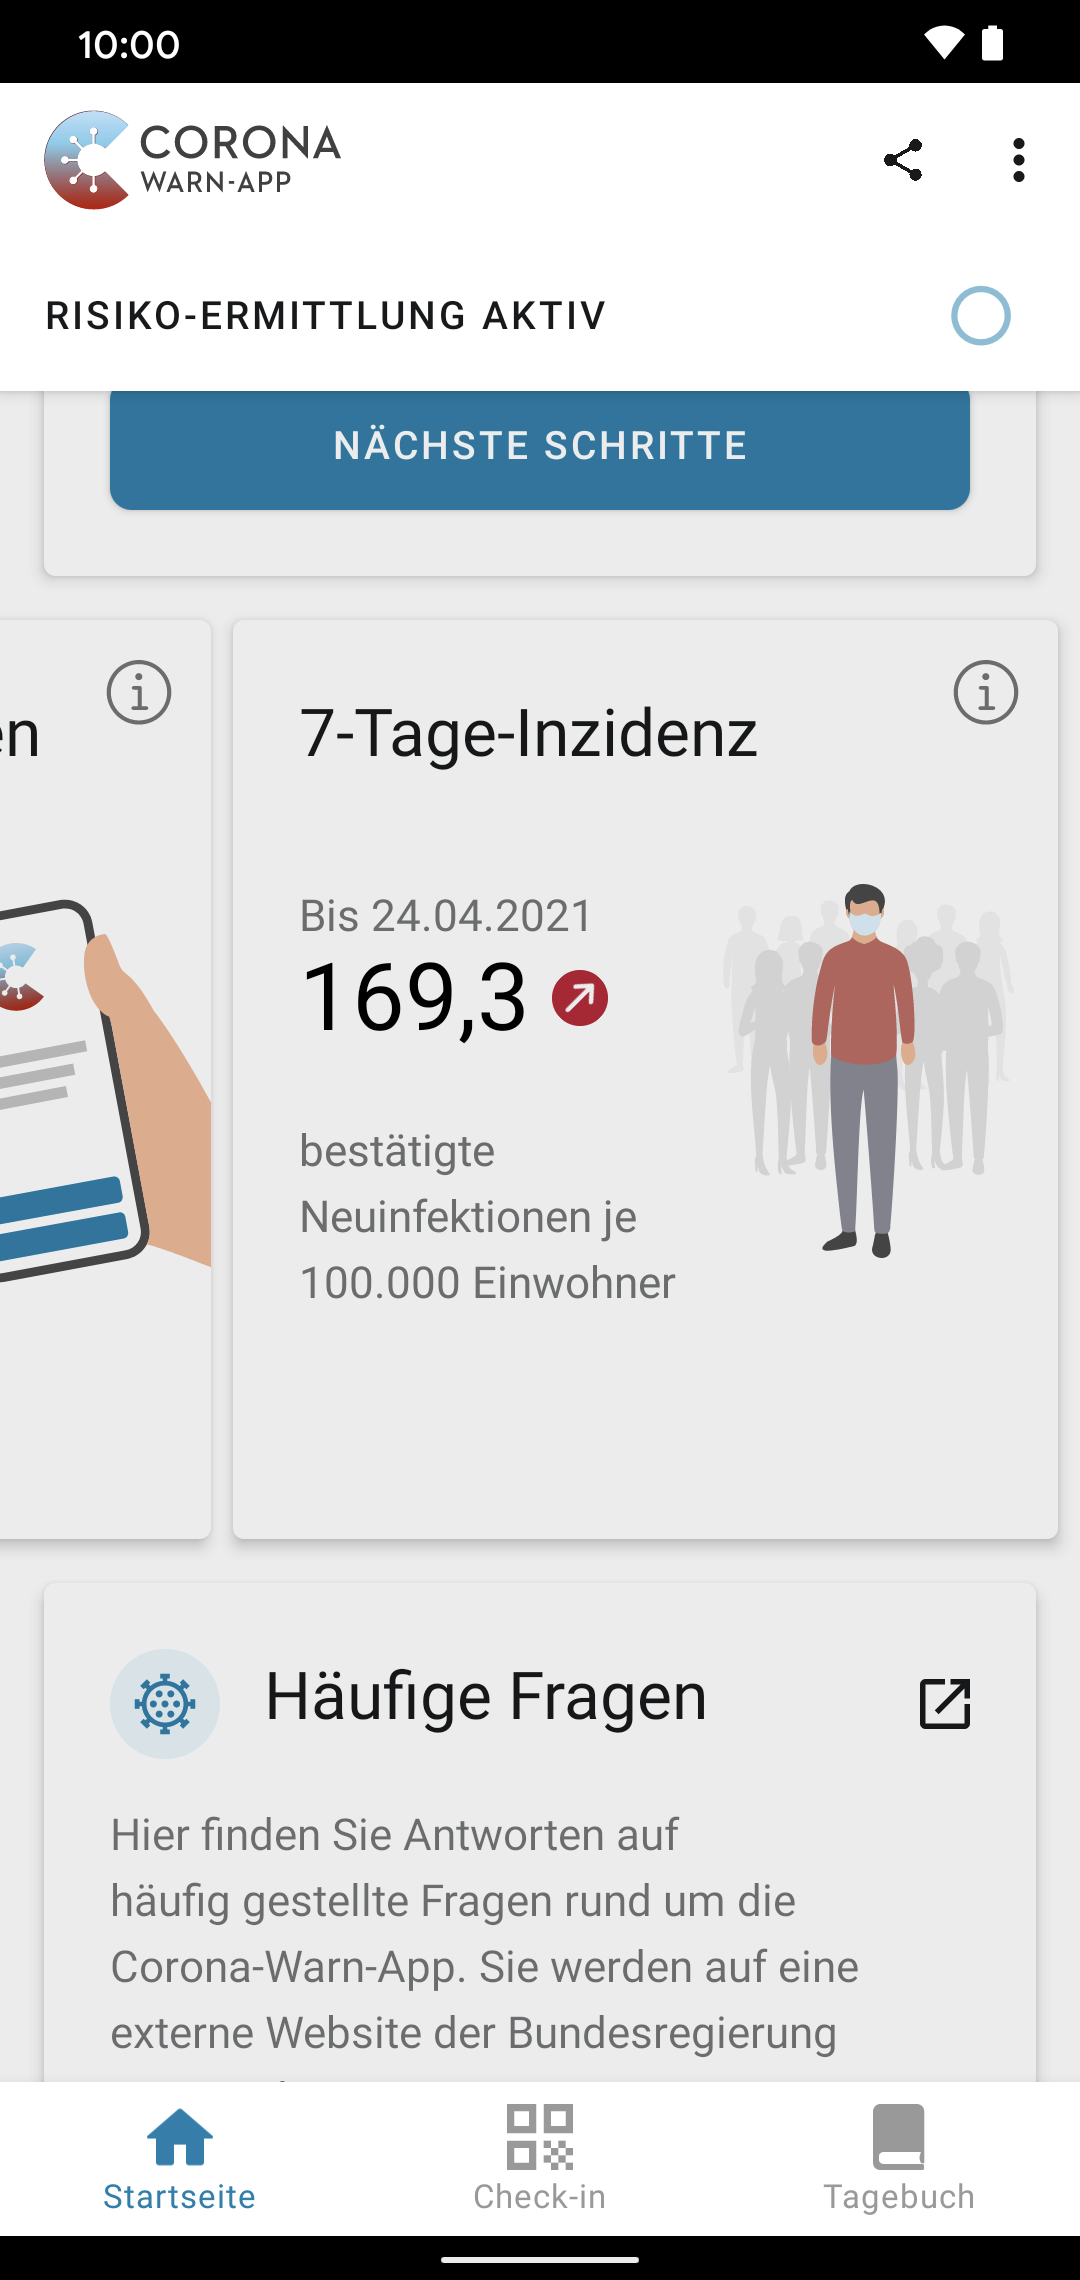 10:00
CORONA
WARN-APP
RISIKO-ERMITTLUNG AKTIV
NÄCHSTE SCHRITTE
en
7-Tage-Inzidenz
Bis 24.04.2021
169,3
bestätigte
Neuinfektionen je
100.000 Einwohner
Häufige Fragen
Hier finden Sie Antworten auf
häufig gestellte Fragen rund um die
Corona-Warn-App. Sie werden auf eine
externe Website der Bundesregierung
Startseite
Check-in
Tagebuch